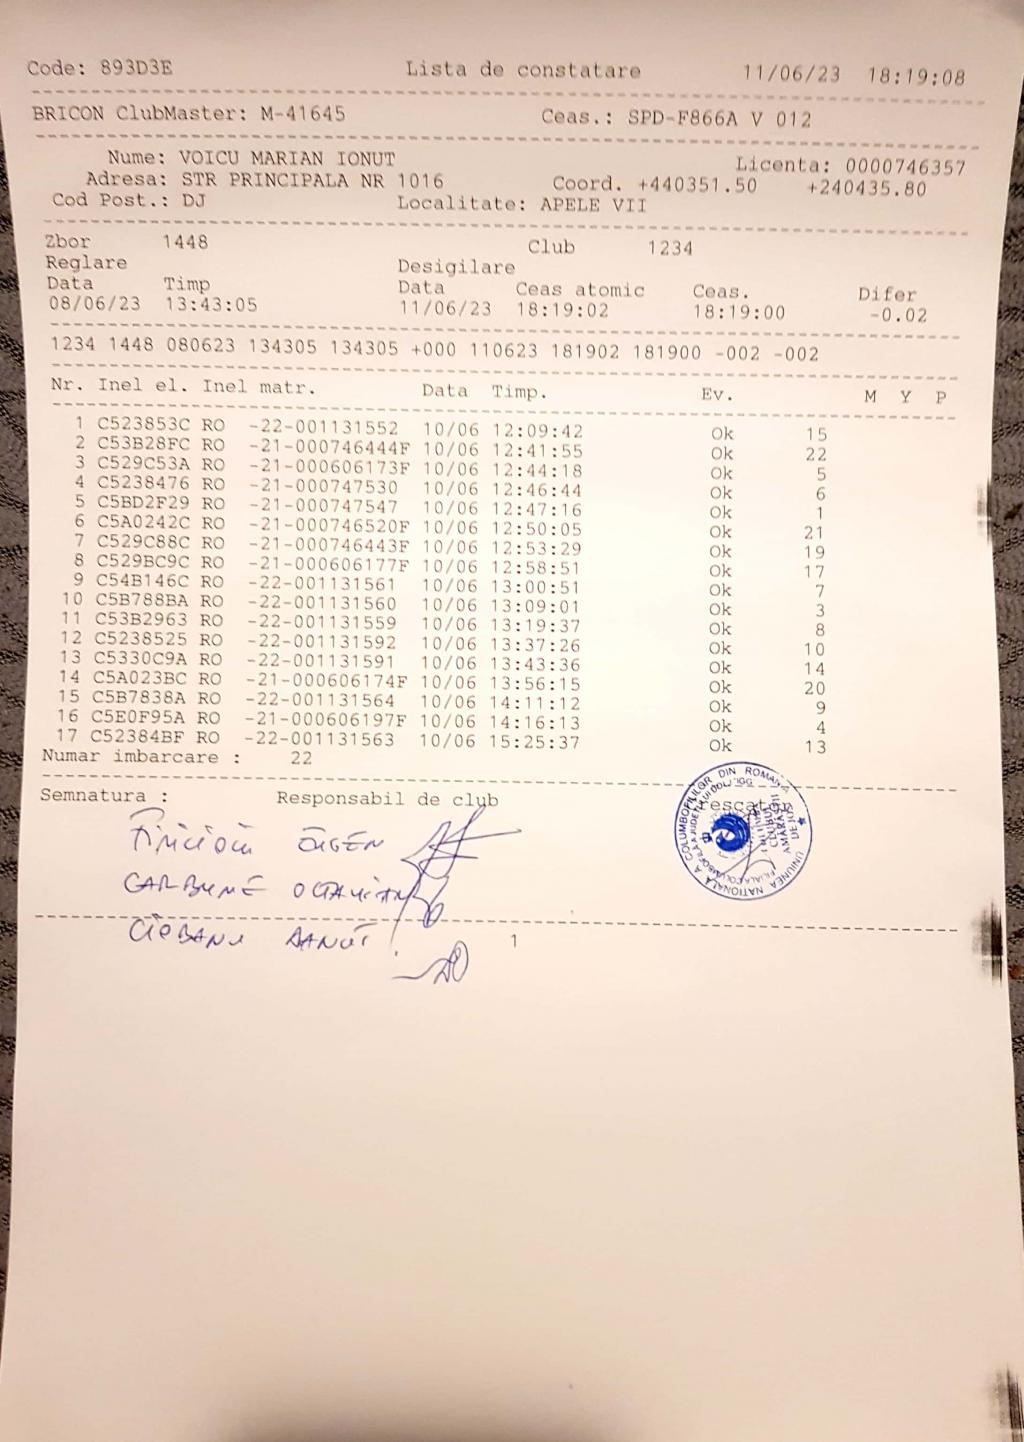 Code: 893D3E Lista de constatare 11/06/23 18:19:08
BRICON ClubMaster: M-41645 Ceas.: SPD-F866A V 012
Nume: VOICU MARIAN IONUT Licenta: 0000746357
Adresa: STR PRINCIPALA NR 1016 Coord. +440351.50 +240435.80
Cod Post.: DJ Localitate: APELE VII
Zbor 1448 Club 1234
Reglare Desigilare
Data Timp Data Ceas atomic Ceas. Difer
08/06/23 13:43:05 11/06/23 18:19:02 18:19:00 -0.02
1234 1448 080623 134305 134305 +000 110623 181902 181900 -002 -002
Nr. Inel el. Inel matr. Data Timp. Ev. M Y P
1 C523853C RO -22-001131552 10/06 12:09:42 Ok 15
2 C53B28FC RO -21-000746444F 10/06 12:41:55 Ok 22
3 C529C53A RO -21-000606173F 10/06 12:44:18 Ok 5
4 C5238476 RO -21-000747530 10/06 12:46:44 Ok 6
5 C5BD2F29 RO -21-000747547 10/06 12:47:16 Ok 1
6 C5A0242C RO -21-000746520F 10/06 12:50:05 Ok 21
7 C529C88C RO -21-000746443F 10/06 12:53:29 Ok 19
8 C529BC9C RO -21-000606177F 10/06 12:58:51 Ok 17
9 C54B146C RO -22-001131561 10/06 13:00:51 Ok 7
10 C5B788BA RO -22-001131560 10/06 13:09:01 Ok 3
11 C53B2963 RO -22-001131559 10/06 13:19:37 Ok 8
12 C5238525 RO -22-001131592 10/06 13:37:26 Ok 10
13 C5330C9A RO -22-001131591 10/06 13:43:36 Ok 14
14 C5A023BC RO -21-000606174F 10/06 13:56:15 Ok 20
15 C5B7838A RO -22-001131564 10/06 14:11:12 Ok 9
16 C5E0F95A RO -21-000606197F 10/06 14:16:13 Ok 4
17 C52384BF RO -22-001131563 10/06 15:25:37 Ok 13
Numar imbarcare : 22
Semnatura : Responsabil de club
UNIUNEA NATIONALA A COLUMBOFILILOR DIN ROMANIA
CLUBUL
AMARASTII
DE JOS
EUGEN
CARBUNE OCTAVIAN
CIOBANU DANUT
1